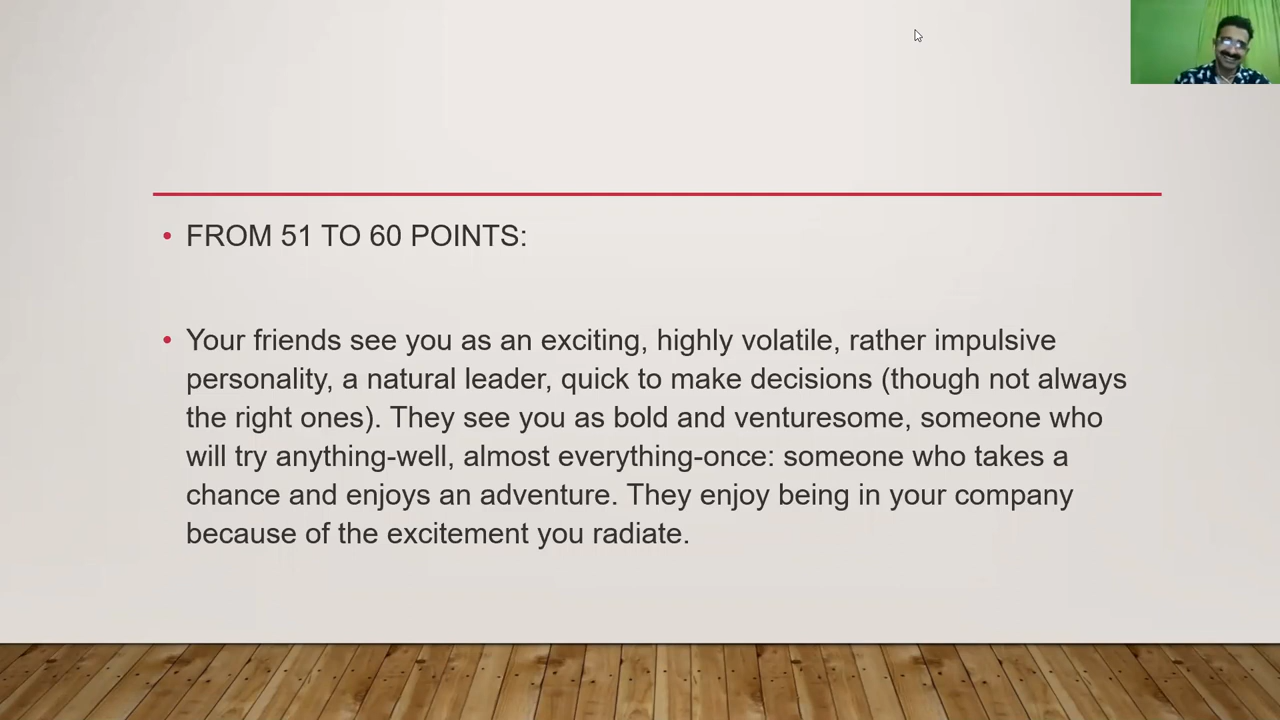 • FROM 51 TO 60 POINTS:
• Your friends see you as an exciting, highly volatile, rather impulsive
personality, a natural leader, quick to make decisions (though not always
the right ones). They see you as bold and venturesome, someone who
will try anything-well, almost everything-once: someone who takes a
chance and enjoys an adventure. They enjoy being in your company
because of the excitement you radiate.